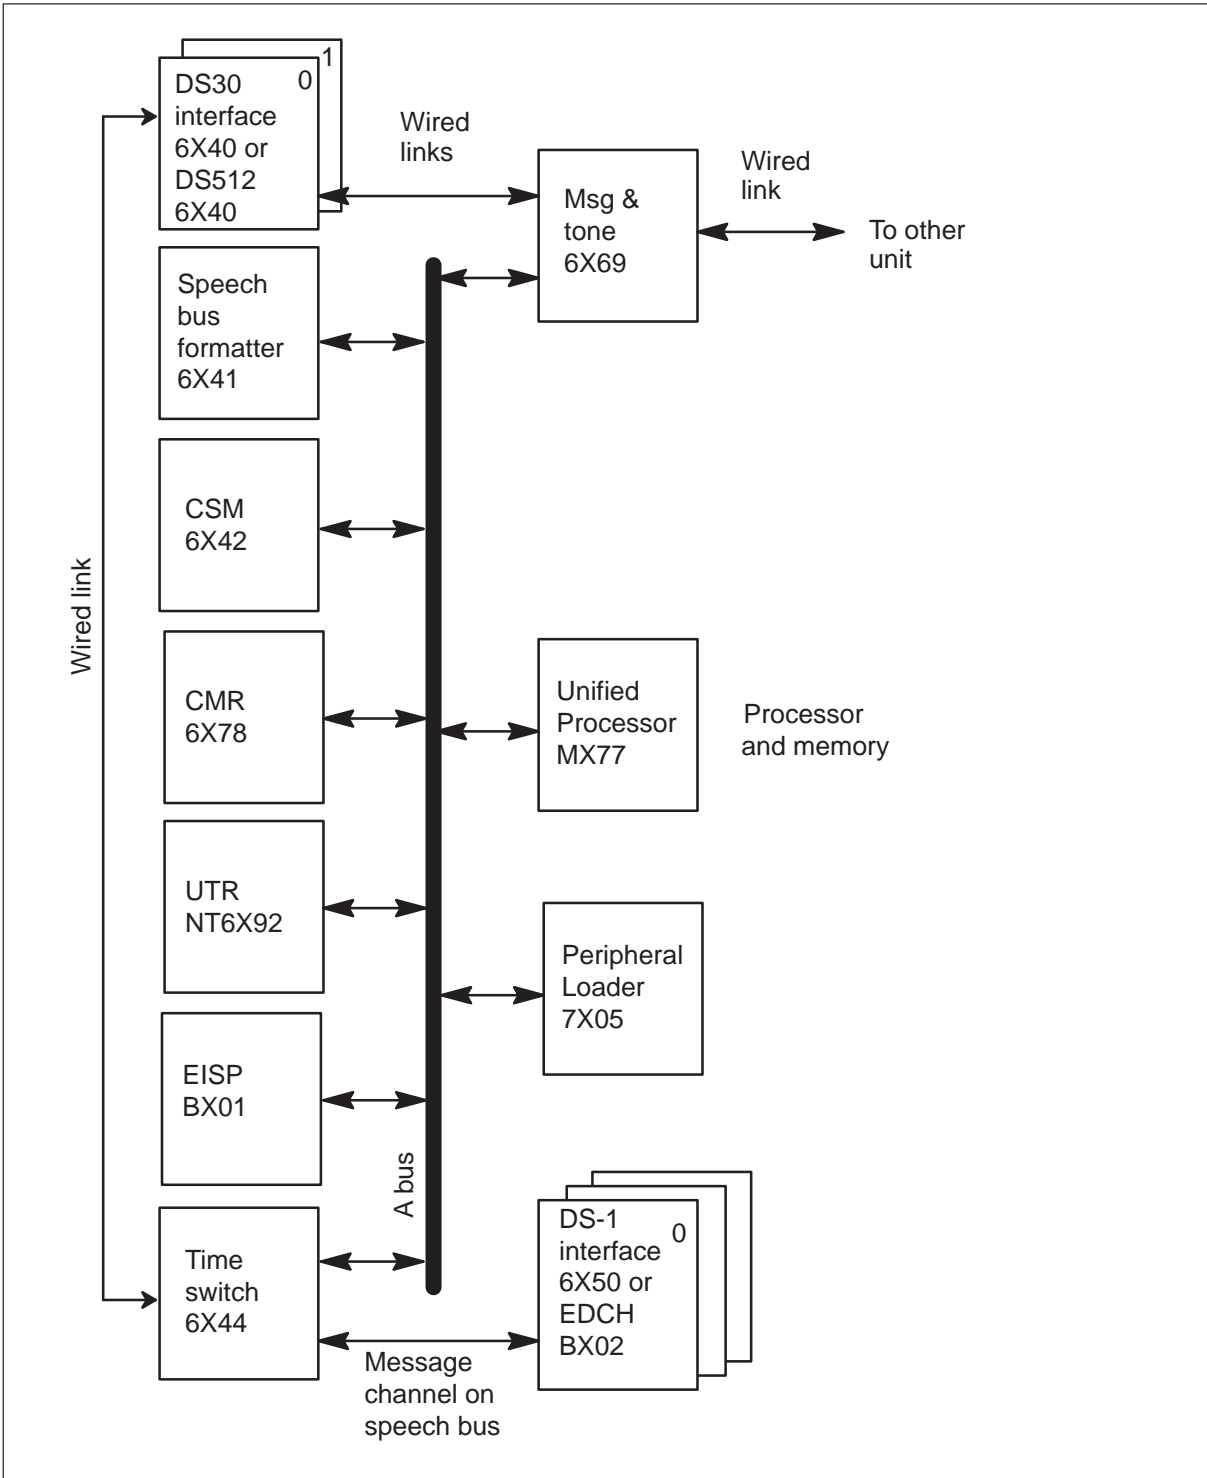 1
0
DS30
interface
6X40 or
DS512
6X40
Wired
links
Msg &
tone
6X69
Wired
link
To other
unit
Speech
bus
formatter
6X41
CSM
6X42
Wired link
CMR
6X78
Unified
Processor
MX77
Processor
and memory
UTR
NT6X92
Peripheral
Loader
7X05
EISP
BX01
A bus
Time
switch
6X44
DS-1
0
interface
6X50 or
EDCH
BX02
Message
channel on
speech bus